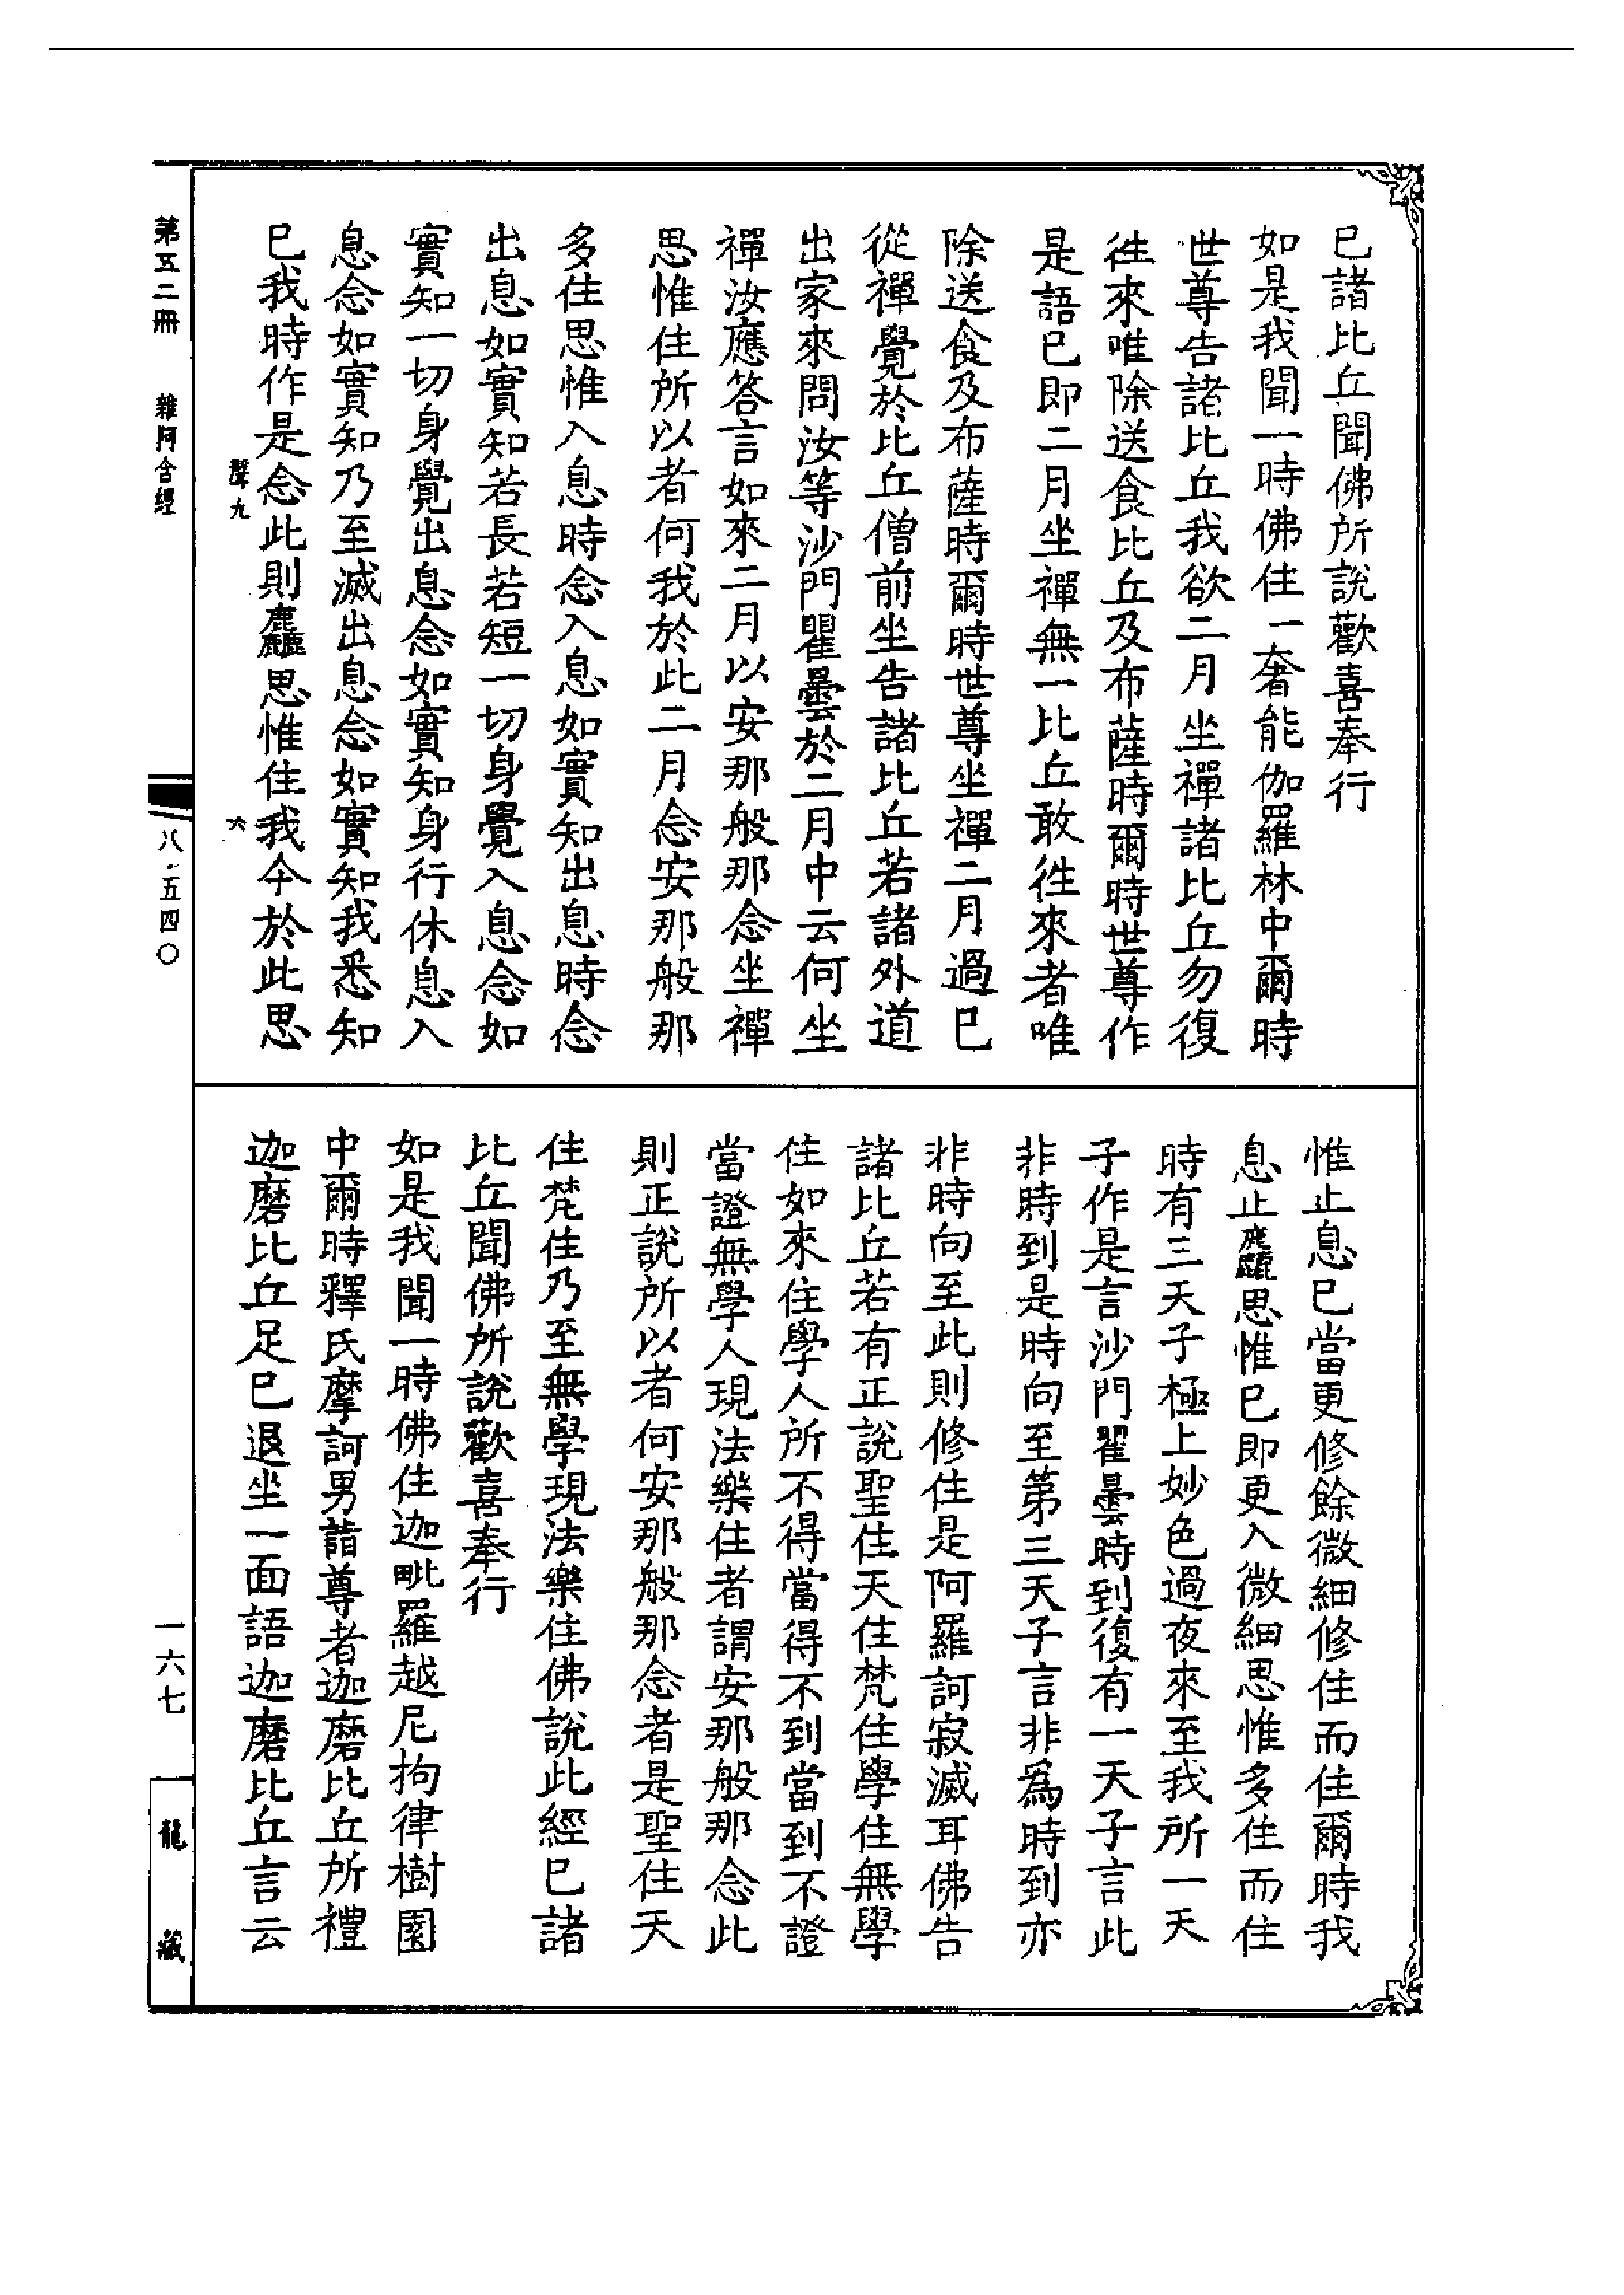 已諸比丘聞佛所說歡喜奉行
如是我聞一時佛住一奢能伽羅林中爾時
世尊告諸比丘我欲二月坐禪諸比丘勿復
徃來唯除送食比丘及布薩時爾時世尊作
是語已即二月坐禪無一比丘敢徃來者唯
除送食及布薩時爾時世尊坐禪二月過已
從禪覺於比丘僧前坐告諸比丘若諸外道
出家來問汝等沙門瞿曇於二月中云何坐
禪汝應答言如來二月以安那般那念坐禪
思惟住所以者何我於此二月念安那般那
多住思惟入息時念入息如實知出息時念
出息如實知若長若短一切身覺入息念如
實知一切身覺出息念如實知身行休息入
息念如實知乃至滅出息念如實知我悉知
已我時作是念此則麤思惟住我今於此思
惟止息已當更修餘微細修住而住爾時我
息止麤思惟已即更入微細思惟多住而住
時有三天子極上妙色過夜來至我所一天
子作是言沙門瞿曇時到復有一天子言此
非時到是時向至第三天子言非爲時到亦
非時向至此則修住是阿羅訶寂滅耳佛告
諸比丘若有正說聖住天住梵住學住無學
住如來住學人所不得當得不到當到不證
當證無學人現法樂住者謂安那般那念此
則正說所以者何安那般那念者是聖住天
住梵住乃至無學現法樂住佛說此經已諸
比丘聞佛所說歡喜奉行
如是我聞一時佛住迦毗羅越尼拘律樹園
中爾時釋氏摩訶男詣尊者迦磨比丘所禮
迦磨比丘足已退坐一面語迦磨比丘言云
聲九 六
第五二冊 雜阿含經 八·五四〇 一六七 龍藏